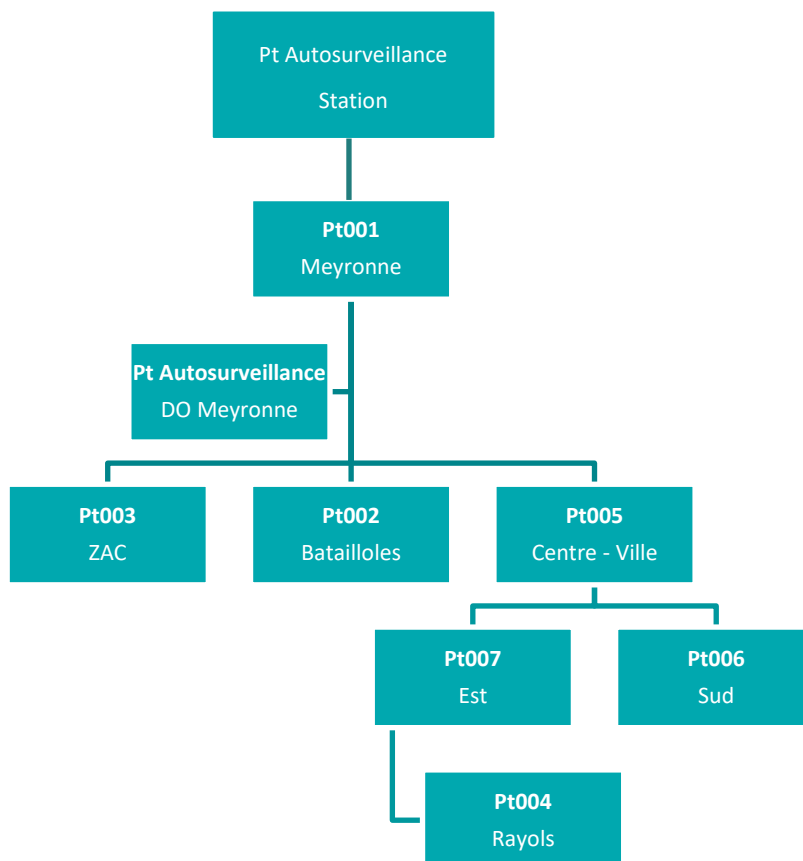 Pt Autosurveillance
Station
Pt001
Meyronne
Pt Autosurveillance
DO Meyronne
Pt003
ZAC
Pt002
Batailloles
Pt005
Centre - Ville
Pt007
Est
Pt006
Sud
Pt004
Rayols